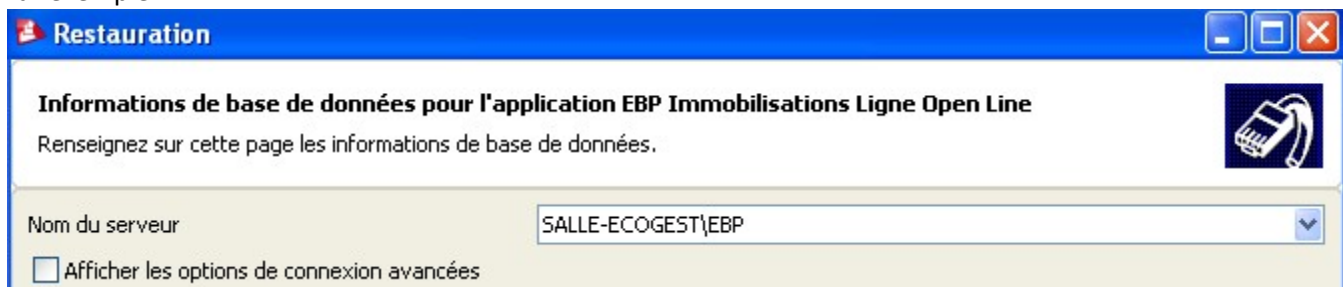 Restauration
Informations de base de données pour l'application EBP Immobilisations Ligne Open Line
Renseignez sur cette page les informations de base de données.
Nom du serveur SALLE-ECOGEST\EBP
Afficher les options de connexion avancées